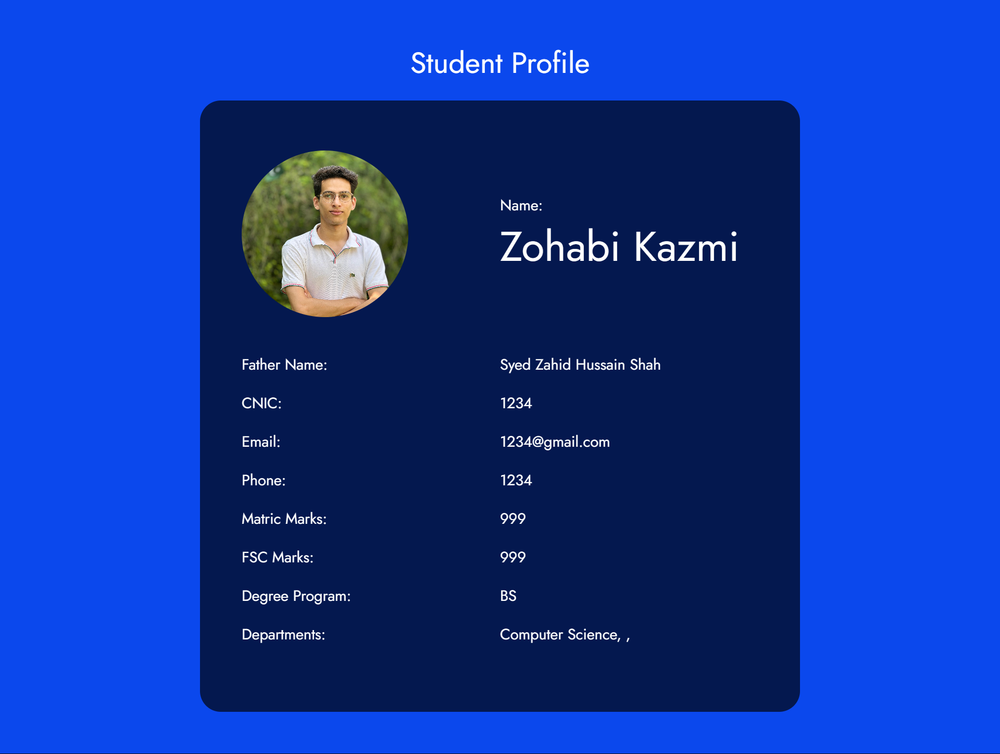 Student Profile
Name:
Zohabi Kazmi
Father Name: Syed Zahid Hussain Shah
CNIC: 1234
Email: 1234@gmail.com
Phone: 1234
Matric Marks: 999
FSC Marks: 999
Degree Program: BS
Departments: Computer Science, ,